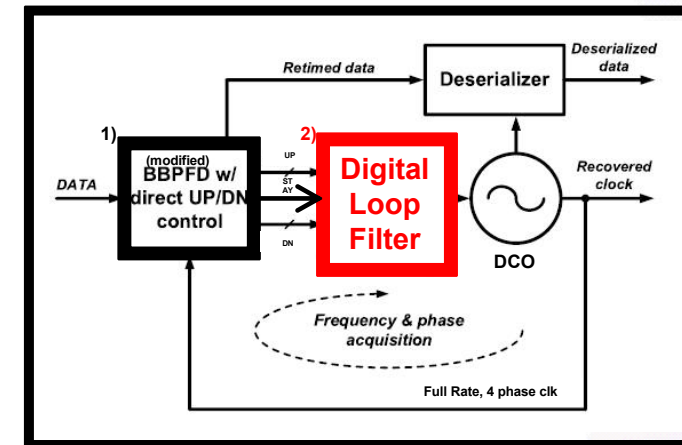 Retimed data
Deserializer
Deserialized
data
1)
(modified)
BBPFD w/
direct UP/DN
control
DATA
UP
ST
AY
DN
2)
Digital
Loop
Filter
DCO
Recovered
clock
Frequency & phase
acquisition
Full Rate, 4 phase clk